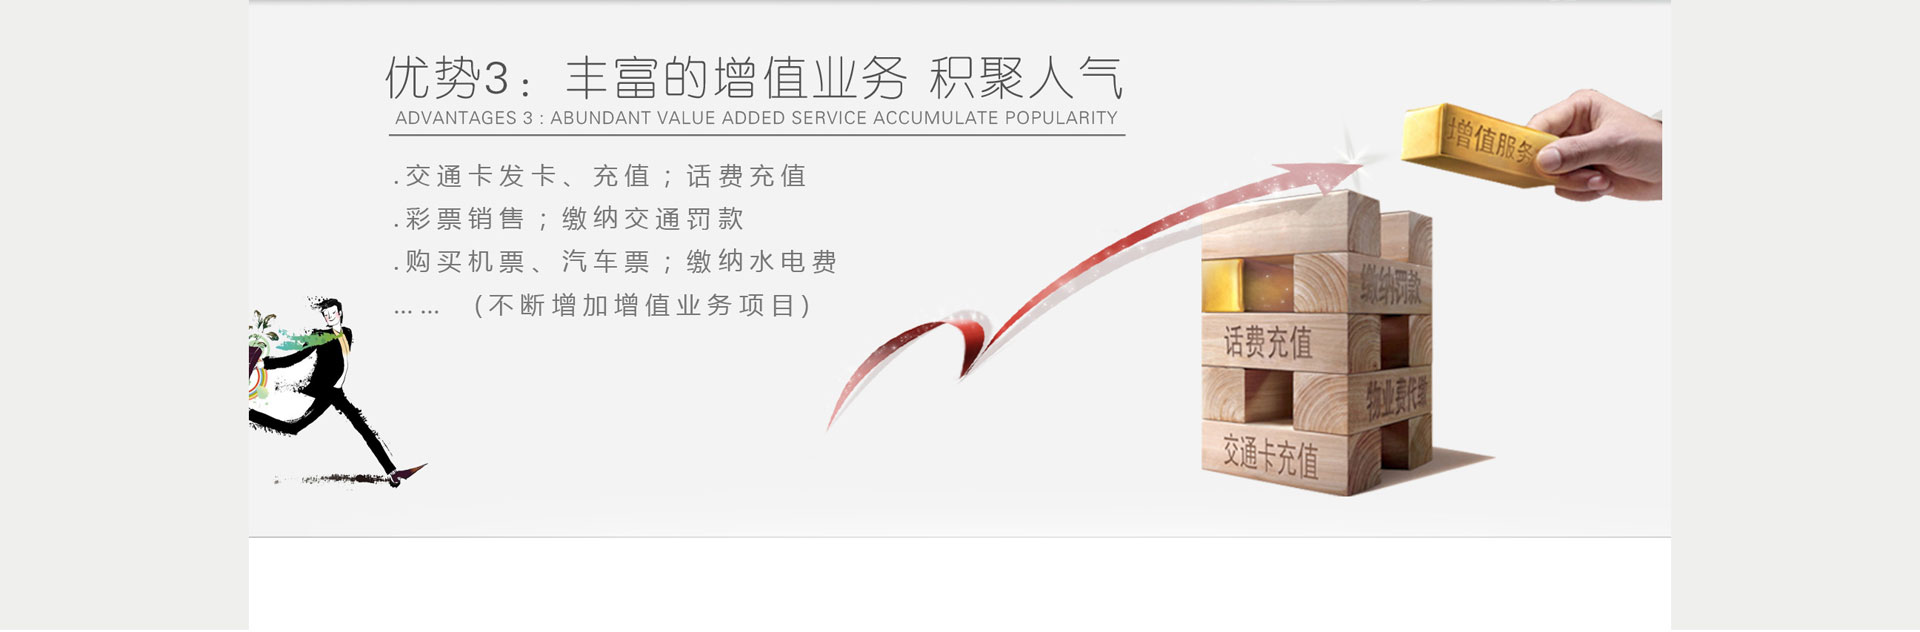 优势3：丰富的增值业务 积聚人气
ADVANTAGES 3 : ABUNDANT VALUE ADDED SERVICE ACCUMULATE POPULARITY
.交通卡发卡、充值；话费充值
.彩票销售；缴纳交通罚款
.购买机票、汽车票；缴纳水电费
…… （不断增加增值业务项目）
增值服务
缴纳罚款
话费充值
物业费代缴
交通卡充值